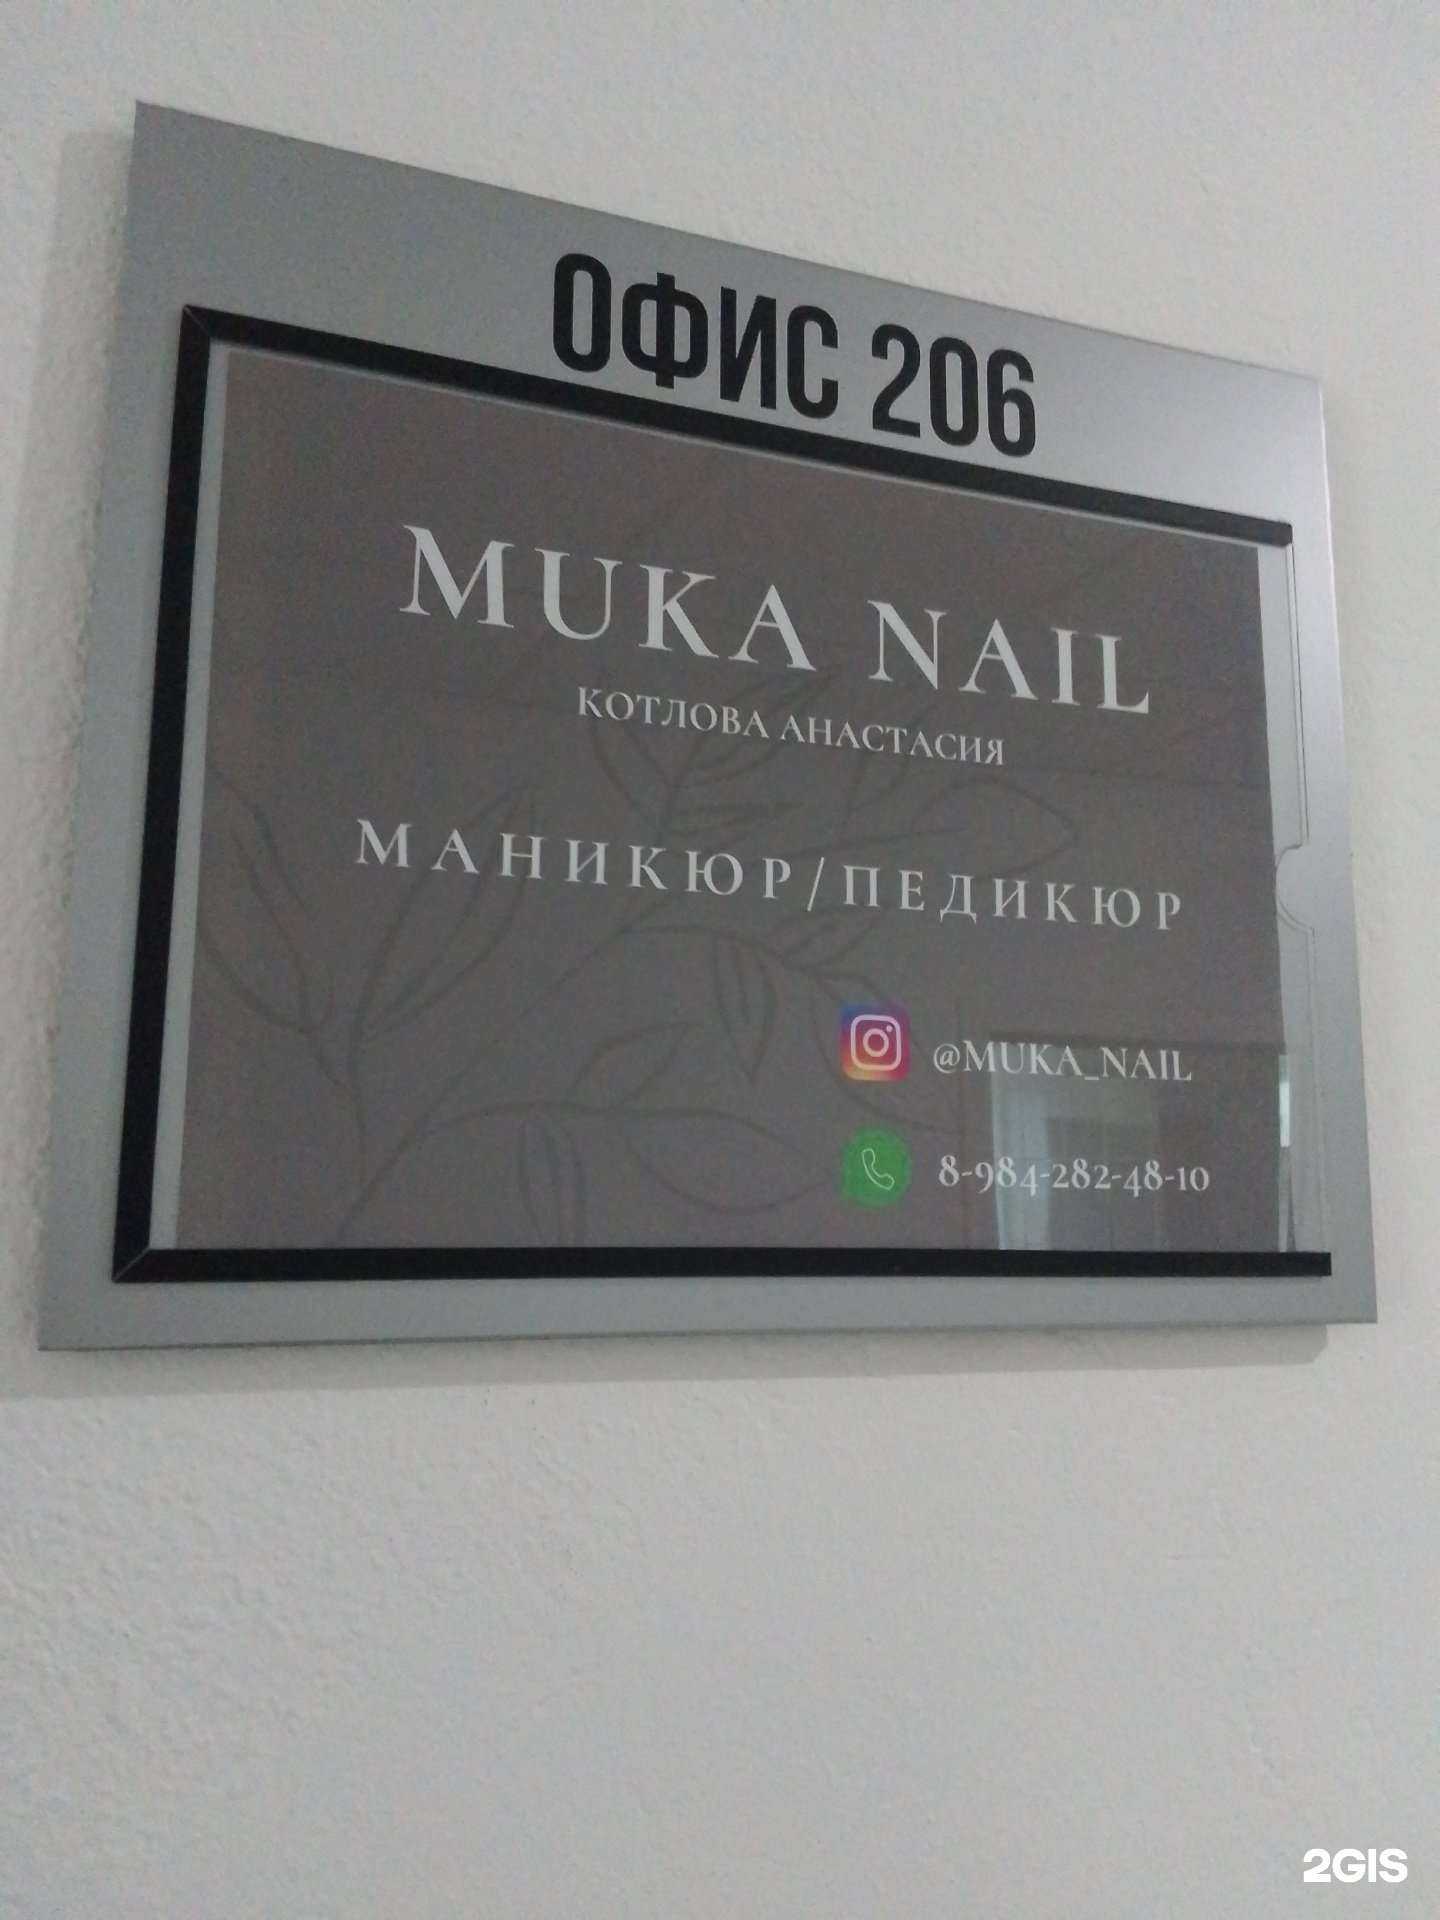 ОФИС 206
MUKA NAIL
КОТЛОВА АНАСТАСИЯ
МАНИКЮР/ПЕДИКЮР
@MUKA_NAIL
8-984-282-48-10
2GIS